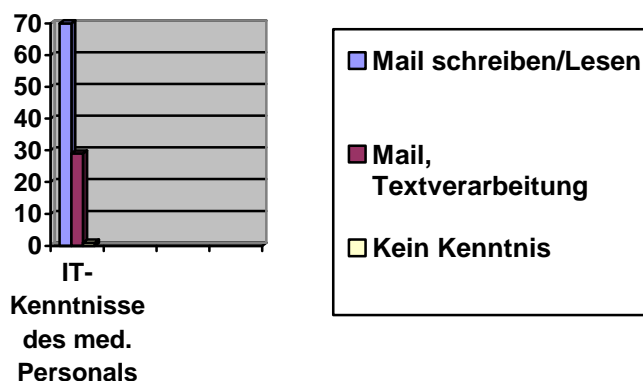 70
60
50
40
30
20
10
0
IT-
Kenntnisse
des med.
Personals
Mail schreiben/Lesen
Mail,
Textverarbeitung
Kein Kenntnis